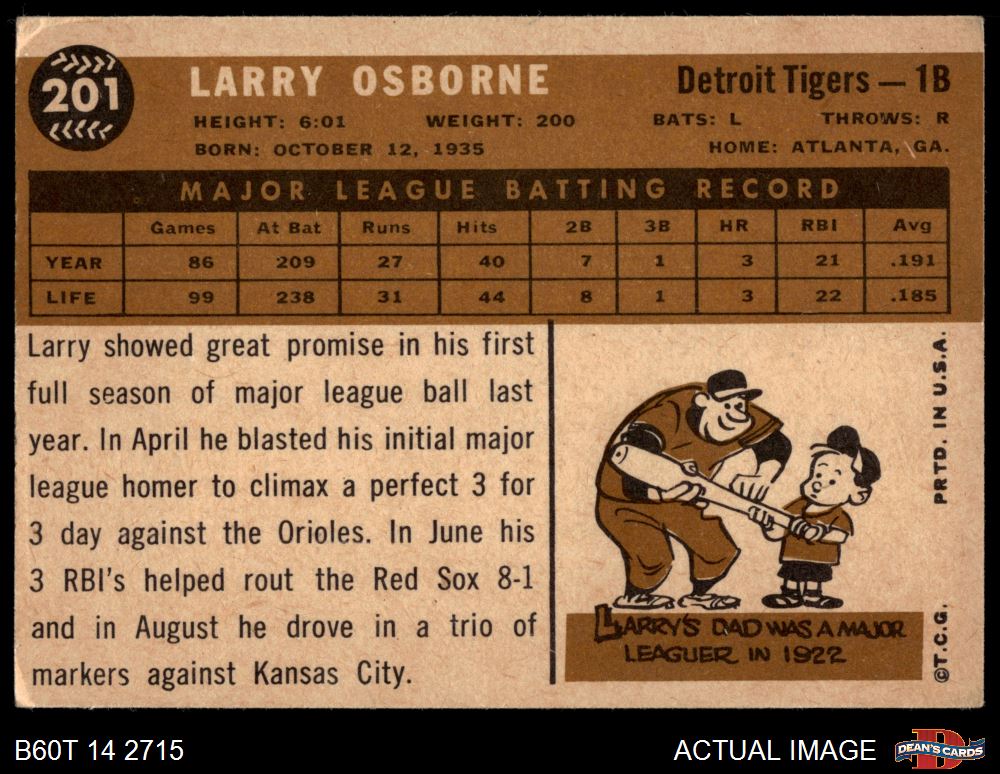 201
LARRY OSBORNE
Detroit Tigers — 1B
HEIGHT: 6:01 WEIGHT: 200 BATS: L THROWS: R
BORN: OCTOBER 12, 1935 HOME: ATLANTA, GA.
MAJOR LEAGUE BATTING RECORD
Games At Bat Runs Hits 2B 3B HR RBI Avg
YEAR 86 209 27 40 7 1 3 21 .191
LIFE 99 238 31 44 8 1 3 22 .185
Larry showed great promise in his first
full season of major league ball last
year. In April he blasted his initial major
league homer to climax a perfect 3 for
3 day against the Orioles. In June his
3 RBI's helped rout the Red Sox 8-1
and in August he drove in a trio of
markers against Kansas City.
LARRY'S DAD WAS A MAJOR
LEAGUER IN 1922
©T.C.G. PRTD. IN U.S.A.
B60T 14 2715
ACTUAL IMAGE
DEAN'S CARDS